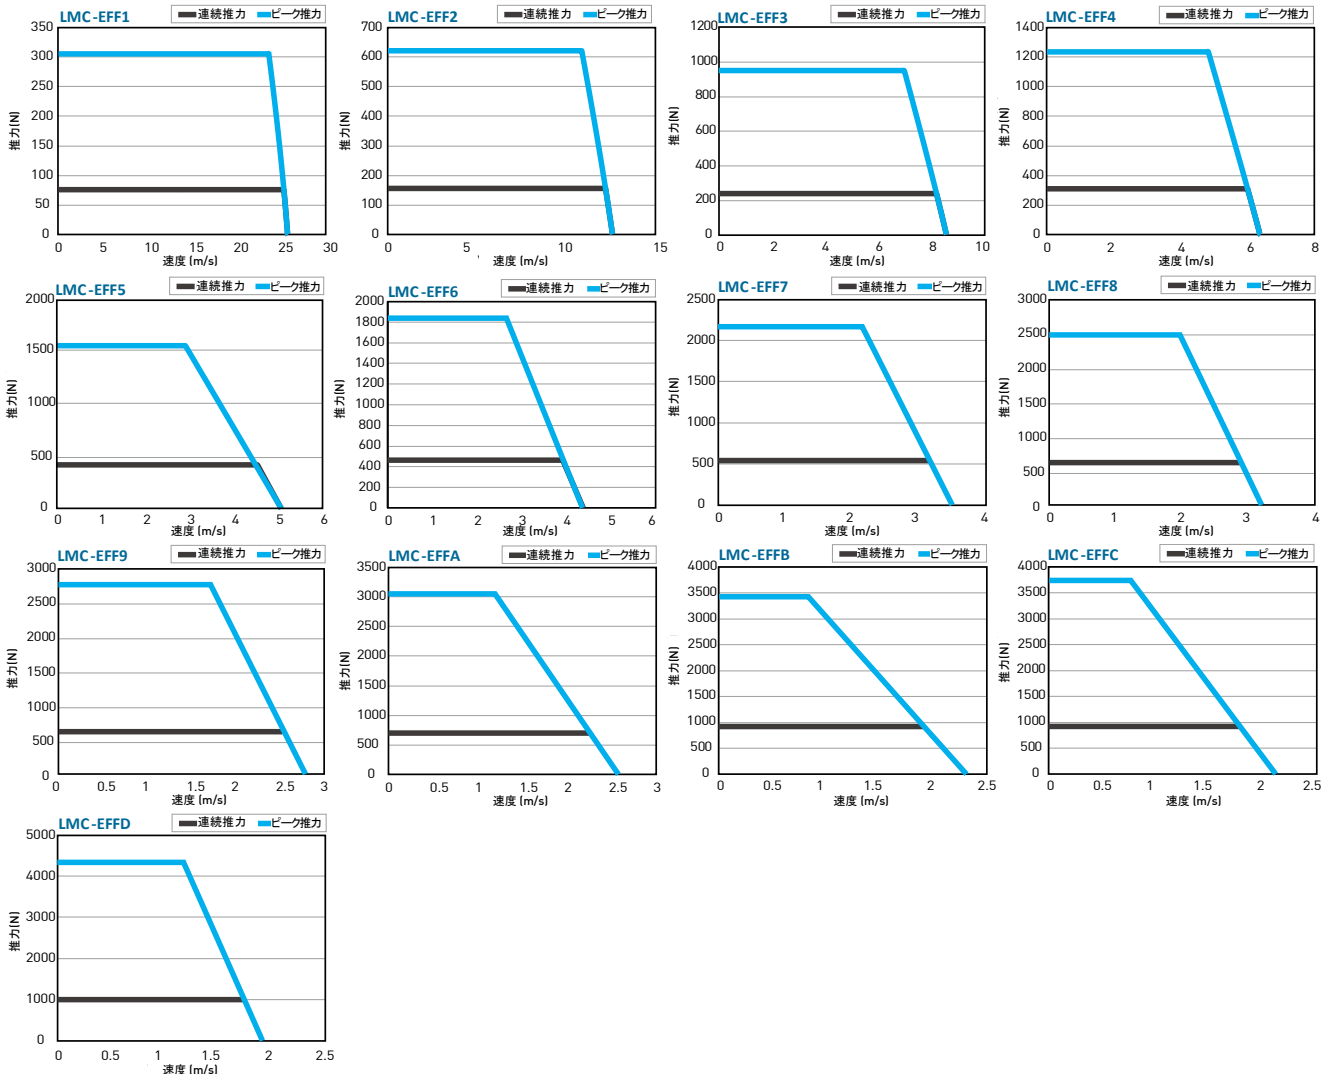 LMC-EFF1 連続推力 ピーク推力
350
300
250
200
150
100
50
0
推力(N)
0 5 10 15 20 25 30
速度 (m/s)
LMC-EFF2 連続推力 ピーク推力
700
600
500
400
300
200
100
0
推力(N)
0 5 10 15
速度 (m/s)
LMC-EFF3 連続推力 ピーク推力
1200
1000
800
600
400
200
0
推力(N)
0 2 4 6 8 10
速度 (m/s)
LMC-EFF4 連続推力 ピーク推力
1400
1200
1000
800
600
400
200
0
推力(N)
0 2 4 6 8
速度 (m/s)
LMC-EFF5 連続推力 ピーク推力
2000
1500
1000
500
0
推力(N)
0 1 2 3 4 5 6
速度 (m/s)
LMC-EFF6 連続推力 ピーク推力
2000
1800
1600
1400
1200
1000
800
600
400
200
0
推力(N)
0 1 2 3 4 5 6
速度 (m/s)
LMC-EFF7 連続推力 ピーク推力
2500
2000
1500
1000
500
0
推力(N)
0 1 2 3 4
速度 (m/s)
LMC-EFF8 連続推力 ピーク推力
3000
2500
2000
1500
1000
500
0
推力(N)
0 1 2 3 4
速度 (m/s)
LMC-EFF9 連続推力 ピーク推力
3000
2500
2000
1500
1000
500
0
推力(N)
0 0.5 1 1.5 2 2.5 3
速度 (m/s)
LMC-EFFA 連続推力 ピーク推力
3500
3000
2500
2000
1500
1000
500
0
推力(N)
0 0.5 1 1.5 2 2.5 3
速度 (m/s)
LMC-EFFB 連続推力 ピーク推力
4000
3500
3000
2500
2000
1500
1000
500
0
推力(N)
0 0.5 1 1.5 2 2.5
速度 (m/s)
LMC-EFFC 連続推力 ピーク推力
4000
3500
3000
2500
2000
1500
1000
500
0
推力(N)
0 0.5 1 1.5 2 2.5
速度 (m/s)
LMC-EFFD 連続推力 ピーク推力
5000
4000
3000
2000
1000
0
推力(N)
0 0.5 1 1.5 2 2.5
速度 (m/s)